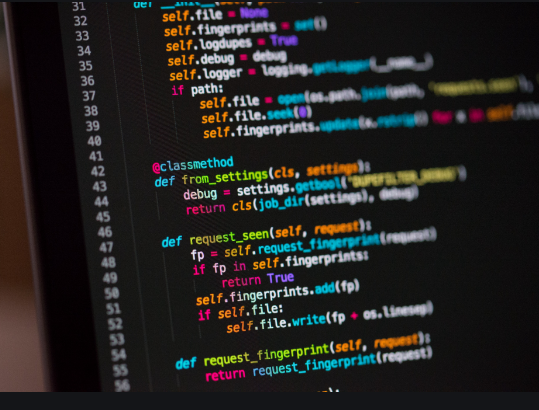 31 def __init__(self,
32 self.file = None
33 self.fingerprints = set()
34 self.logdupes = True
35 self.debug = debug
36 self.logger = logging.getLogger(__name__)
37 if path:
38 self.file = open(os.path.join(path, 'requests.seen'),
39 self.file.seek(0)
40 self.fingerprints.update(x.rstrip() for x in self.file
41
42 @classmethod
43 def from_settings(cls, settings):
44 debug = settings.getbool('DUPEFILTER_DEBUG')
45 return cls(job_dir(settings), debug)
46
47 def request_seen(self, request):
48 fp = self.request_fingerprint(request)
49 if fp in self.fingerprints:
50 return True
51 self.fingerprints.add(fp)
52 if self.file:
53 self.file.write(fp + os.linesep)
54
55 def request_fingerprint(self, request):
56 return request_fingerprint(request)